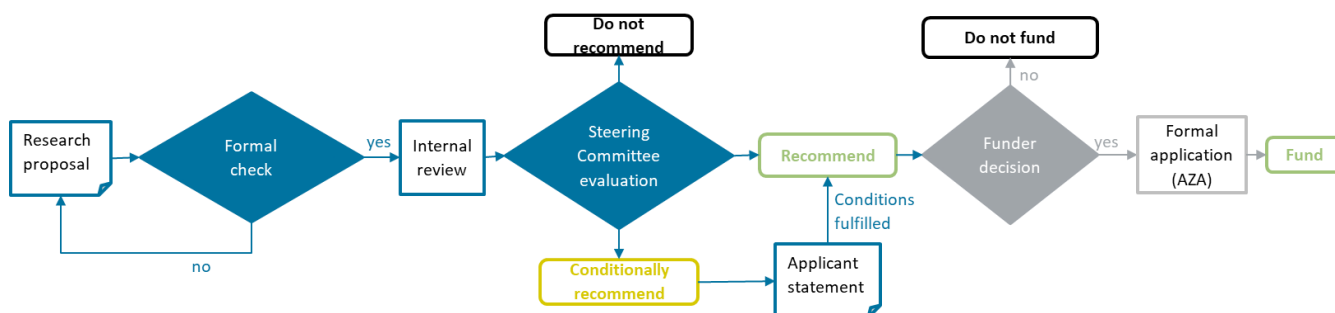 Research
proposal
Formal
check
no
yes
Internal
review
Steering
Committee
evaluation
Do not
recommend
Conditionally
recommend
Applicant
statement
Conditions
fulfilled
Recommend
Funder
decision
no
Do not fund
yes
Formal
application
(AZA)
Fund